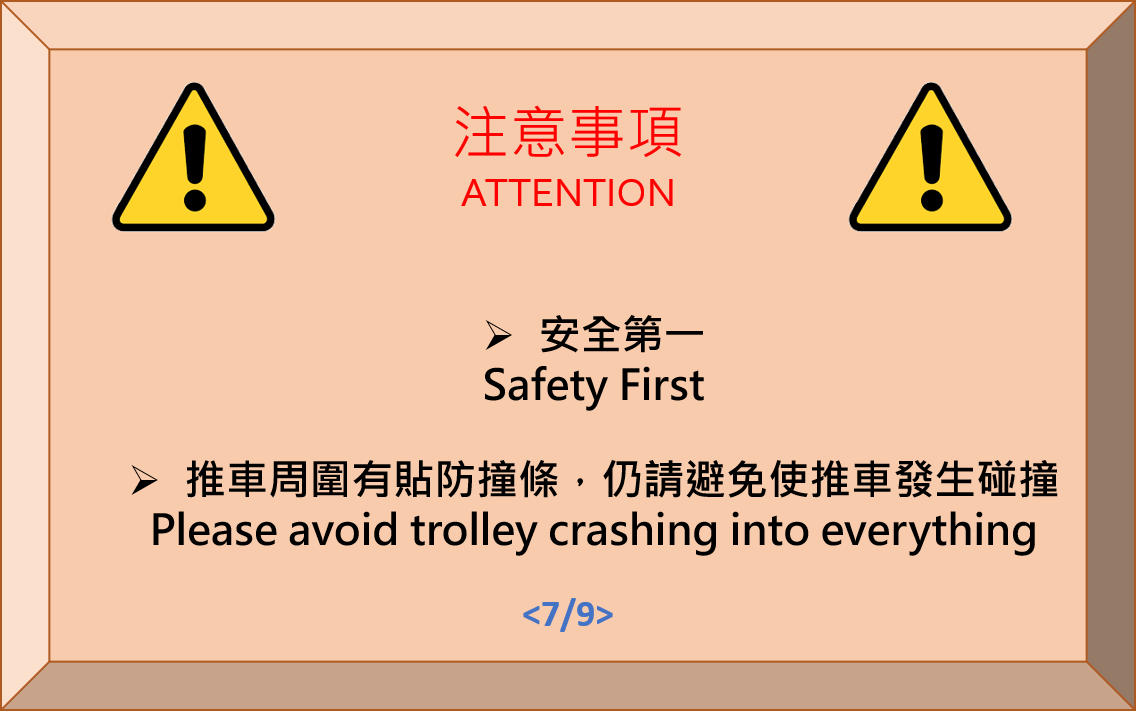 注意事項
ATTENTION
➢ 安全第一
Safety First
➢ 推車周圍有貼防撞條，仍請避免使推車發生碰撞
Please avoid trolley crashing into everything
<7/9>